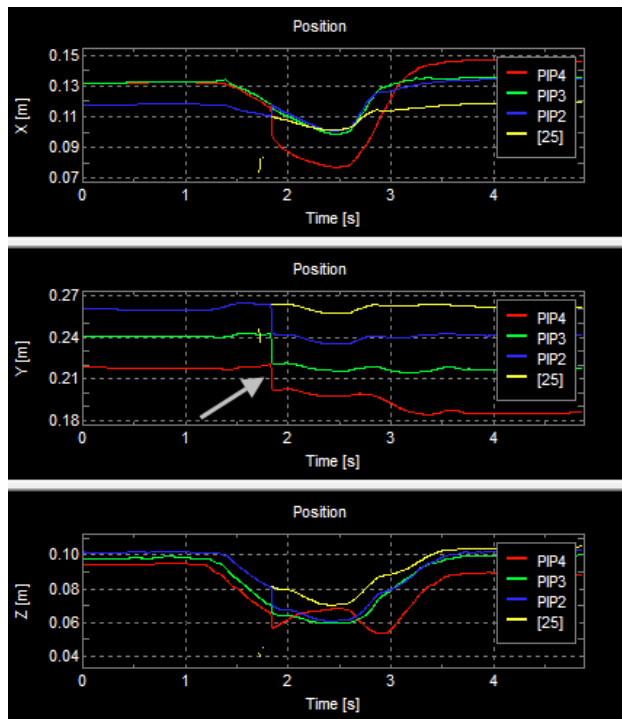 Position
X [m]
0.15
0.13
0.11
0.09
0.07
PIP4
PIP3
PIP2
[25]
0 1 2 3 4
Time [s]
Position
Y [m]
0.27
0.24
0.21
0.18
PIP4
PIP3
PIP2
[25]
0 1 2 3 4
Time [s]
Position
Z [m]
0.10
0.08
0.06
0.04
PIP4
PIP3
PIP2
[25]
0 1 2 3 4
Time [s]